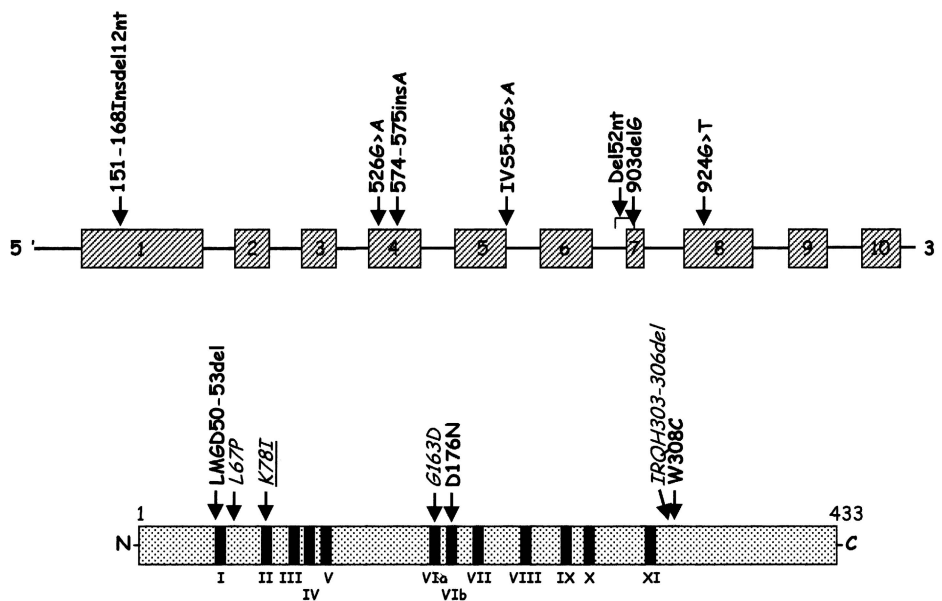 151-168Insdel12nt
526G>A
574-575insA
IVS5+5G>A
Del52nt
903delG
924G>T
5' 1 2 3 4 5 6 7 8 9 10 3
LMGD50-53del
L67P
K78I
G163D
D176N
IRQH303-306del
W308C
1 433
N C
I II III IV V VIa VIb VII VIII IX X XI